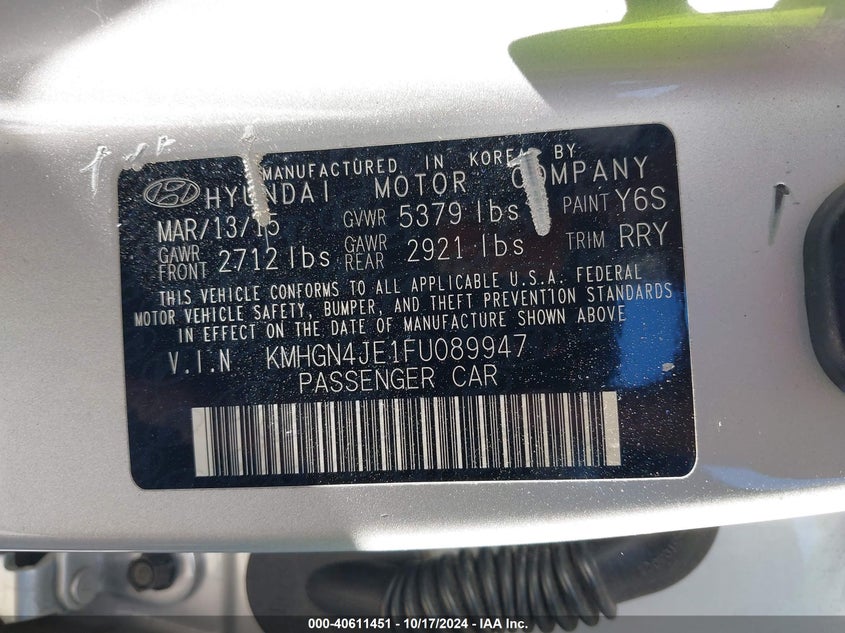 MANUFACTURED IN KOREA BY
HYUNDAI MOTOR COMPANY
MAR/13/15 GVWR 5379 lbs PAINT Y6S
GAWR FRONT 2712 lbs GAWR REAR 2921 lbs TRIM RRY
THIS VEHICLE CONFORMS TO ALL APPLICABLE U.S.A. FEDERAL
MOTOR VEHICLE SAFETY, BUMPER, AND THEFT PREVENTION STANDARDS
IN EFFECT ON THE DATE OF MANUFACTURE SHOWN ABOVE
V.I.N KMHGN4JE1FU089947
PASSENGER CAR
000-40611451 | 10/17/2024 - IAA Inc.